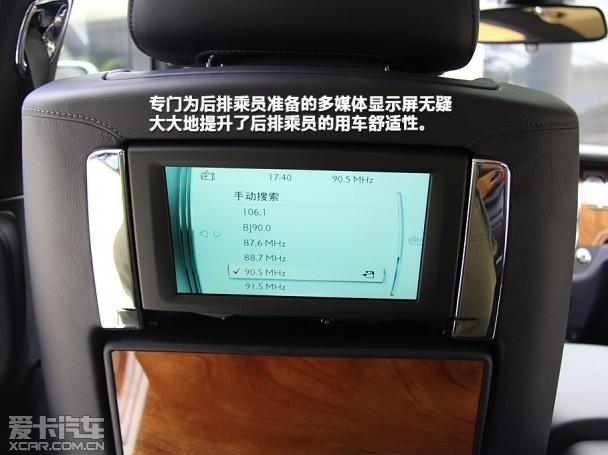 专门为后排乘员准备的多媒体显示屏无疑
大大地提升了后排乘员的用车舒适性。
17:40 90.5 MHz
手动搜索
106.1
BJ90.0
87.6 MHz
88.7 MHz
✓ 90.5 MHz
91.5 MHz
爱卡汽车
XCAR.COM.CN